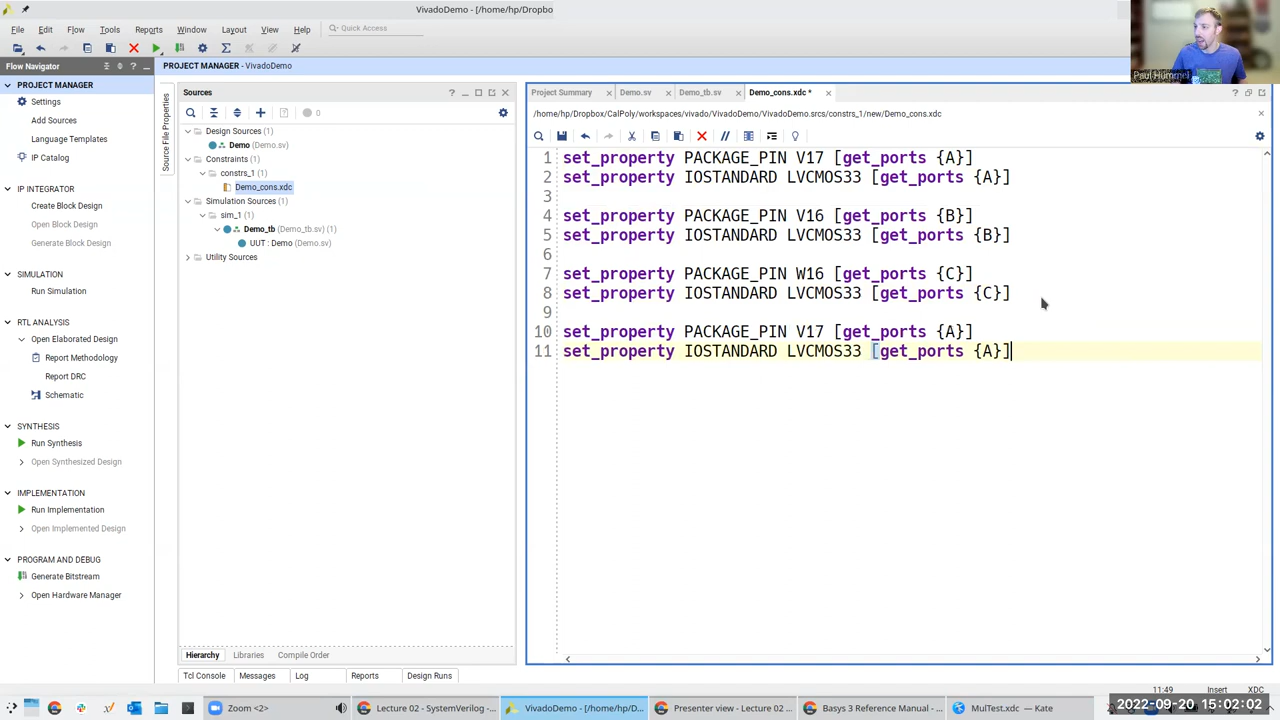 VivadoDemo - [/home/hp/Dropbo
File Edit Flow Tools Reports Window Layout View Help Quick Access
Paul Hummel
Flow Navigator
PROJECT MANAGER
Settings
Add Sources
Language Templates
IP Catalog
IP INTEGRATOR
Create Block Design
Open Block Design
Generate Block Design
SIMULATION
Run Simulation
RTL ANALYSIS
Open Elaborated Design
Report Methodology
Report DRC
Schematic
SYNTHESIS
Run Synthesis
Open Synthesized Design
IMPLEMENTATION
Run Implementation
Open Implemented Design
PROGRAM AND DEBUG
Generate Bitstream
Open Hardware Manager
PROJECT MANAGER - VivadoDemo
Source File Properties
Sources
0
Design Sources (1)
Demo (Demo.sv)
Constraints (1)
constrs_1 (1)
Demo_cons.xdc
Simulation Sources (1)
sim_1 (1)
Demo_tb (Demo_tb.sv) (1)
UUT : Demo (Demo.sv)
Utility Sources
Hierarchy Libraries Compile Order
Project Summary Demo.sv Demo_tb.sv Demo_cons.xdc *
/home/hp/Dropbox/CalPoly/workspaces/vivado/VivadoDemo/VivadoDemo.srcs/constrs_1/new/Demo_cons.xdc
1 set_property PACKAGE_PIN V17 [get_ports {A}]
2 set_property IOSTANDARD LVCMOS33 [get_ports {A}]
3
4 set_property PACKAGE_PIN V16 [get_ports {B}]
5 set_property IOSTANDARD LVCMOS33 [get_ports {B}]
6
7 set_property PACKAGE_PIN W16 [get_ports {C}]
8 set_property IOSTANDARD LVCMOS33 [get_ports {C}]
9
10 set_property PACKAGE_PIN V17 [get_ports {A}]
11 set_property IOSTANDARD LVCMOS33 [get_ports {A}]
Tcl Console Messages Log Reports Design Runs
11:49 Insert XDC
Zoom <2> Lecture 02 - SystemVerilog - ... VivadoDemo - [/home/hp/D... Presenter view - Lecture 02 -... Basys 3 Reference Manual - ... MulTest.xdc — Kate
2022-09-20 15:02:02